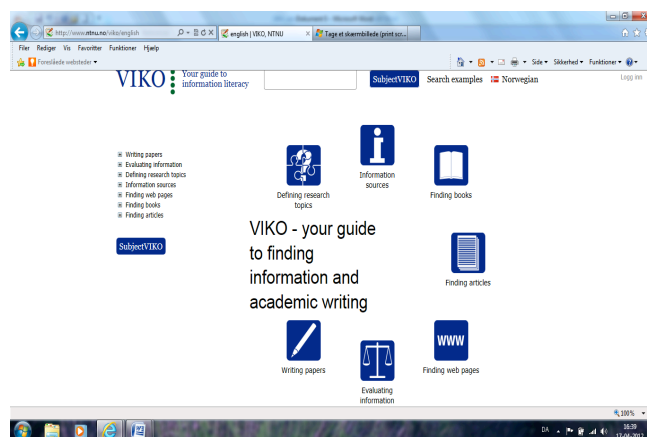 http://www.ntnu.no/viko/english
english | VIKO, NTNU
Tage et skærmbillede (print scr...
Filer Rediger Vis Favoritter Funktioner Hjælp
Foreslåede websteder
Side Sikkerhed Funktioner
VIKO
Your guide to
information literacy
SubjectVIKO
Search examples
Norwegian
Logg inn
Writing papers
Evaluating information
Defining research topics
Information sources
Finding web pages
Finding books
Finding articles
SubjectVIKO
Information
sources
Defining research
topics
Finding books
VIKO - your guide
to finding
information and
academic writing
Finding articles
WWW
Writing papers
Finding web pages
Evaluating
information
100%
DA
16:39
17-04-2012